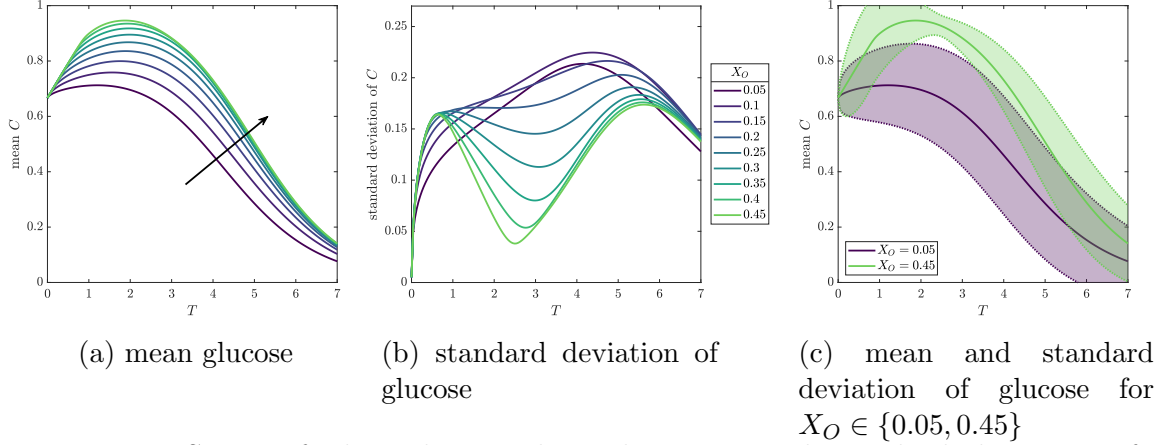 1
0.8
0.6
0.4
0.2
0
mean C
0 1 2 3 4 5 6 7
T
(a) mean glucose
0.25
0.2
0.15
0.1
0.05
0
standard deviation of C
0 1 2 3 4 5 6 7
T
X_O
0.05
0.1
0.15
0.2
0.25
0.3
0.35
0.4
0.45
(b) standard deviation of
glucose
1
0.8
0.6
0.4
0.2
0
mean C
X_O = 0.05
X_O = 0.45
0 1 2 3 4 5 6 7
T
(c) mean and standard
deviation of glucose for
X_O ∈ {0.05, 0.45}